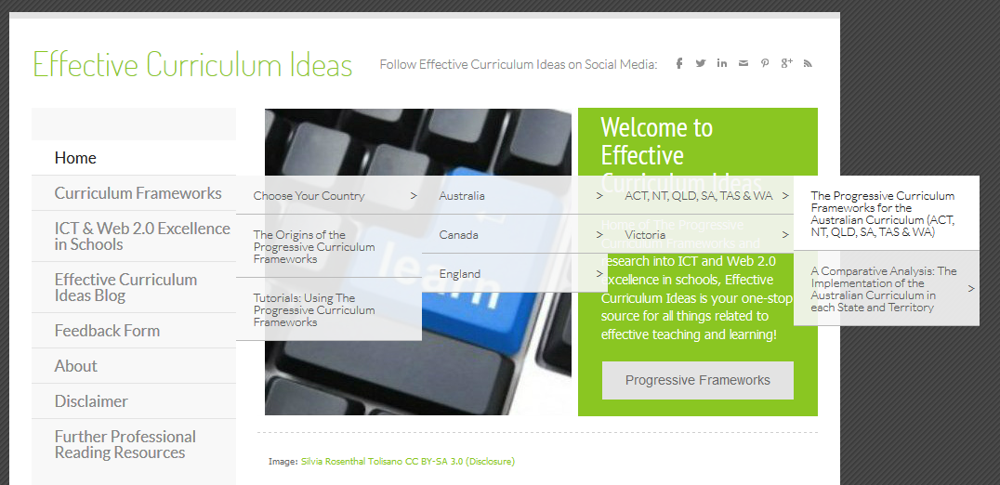 Effective Curriculum Ideas
Follow Effective Curriculum Ideas on Social Media:
Home
Curriculum Frameworks
ICT & Web 2.0 Excellence
in Schools
Effective Curriculum
Ideas Blog
Feedback Form
About
Disclaimer
Further Professional
Reading Resources
Choose Your Country >
The Origins of the
Progressive Curriculum
Frameworks
Tutorials: Using The
Progressive Curriculum
Frameworks
Australia >
Canada >
England >
ACT, NT, QLD, SA, TAS & WA >
Victoria >
The Progressive Curriculum
Frameworks for the
Australian Curriculum (ACT,
NT, QLD, SA, TAS & WA)
A Comparative Analysis: The
Implementation of the
Australian Curriculum in
each State and Territory >
learn
Welcome to
Effective
Curriculum Ideas
Home of The Progressive
Curriculum Frameworks and
research into ICT and Web 2.0
excellence in schools, Effective
Curriculum Ideas is your one-stop
source for all things related to
effective teaching and learning!
Progressive Frameworks
Image: Silvia Rosenthal Tolisano CC BY-SA 3.0 (Disclosure)